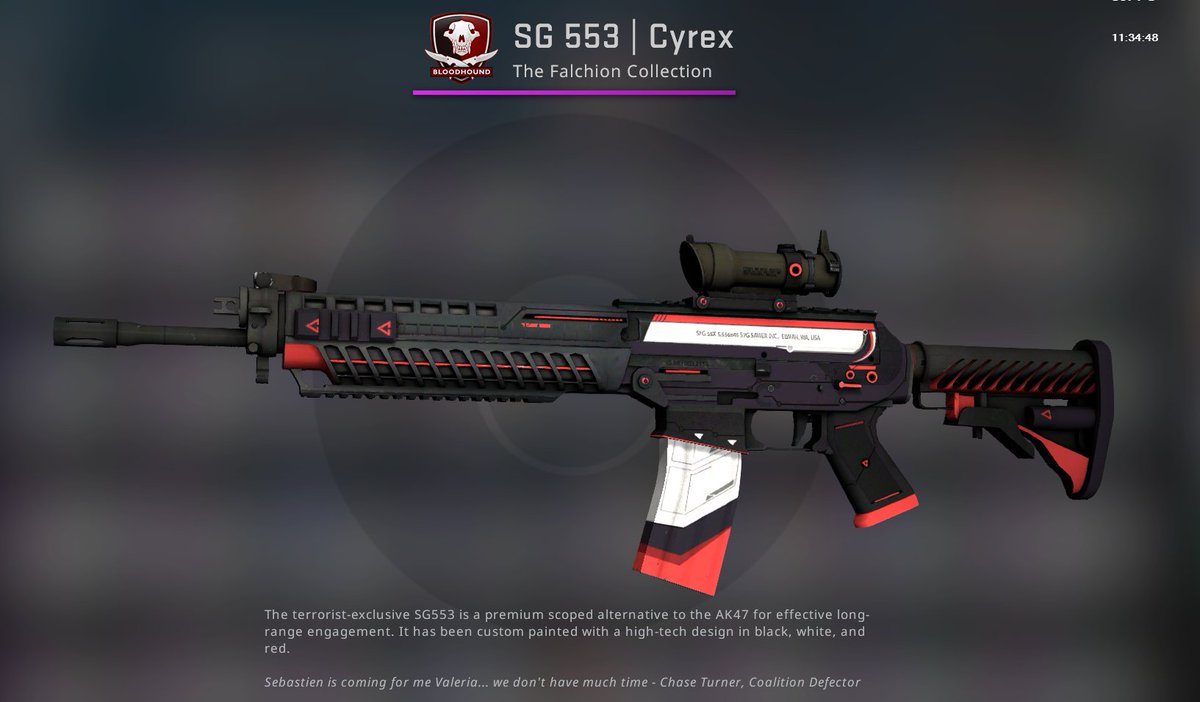 11:34:48
SG 553 | Cyrex
BLOODHOUND
The Falchion Collection
The terrorist-exclusive SG553 is a premium scoped alternative to the AK47 for effective long-
range engagement. It has been custom painted with a high-tech design in black, white, and
red.
Sebastien is coming for me Valeria... we don't have much time - Chase Turner, Coalition Defector